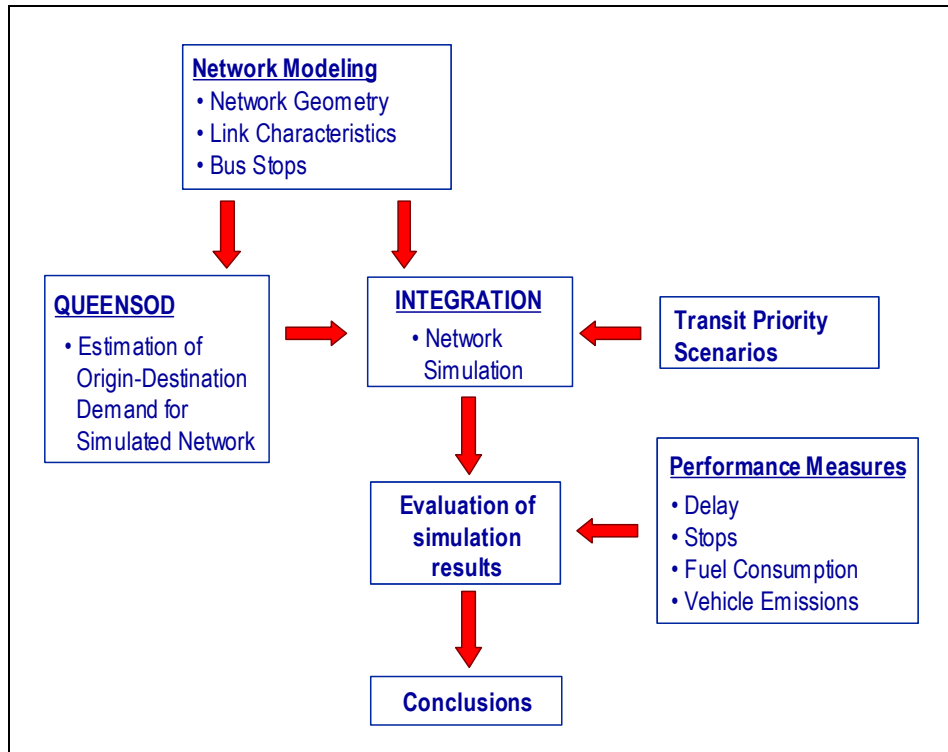 Network Modeling
• Network Geometry
• Link Characteristics
• Bus Stops
QUEENSOD
• Estimation of
Origin-Destination
Demand for
Simulated Network
INTEGRATION
• Network
Simulation
Transit Priority
Scenarios
Evaluation of
simulation
results
Performance Measures
• Delay
• Stops
• Fuel Consumption
• Vehicle Emissions
Conclusions